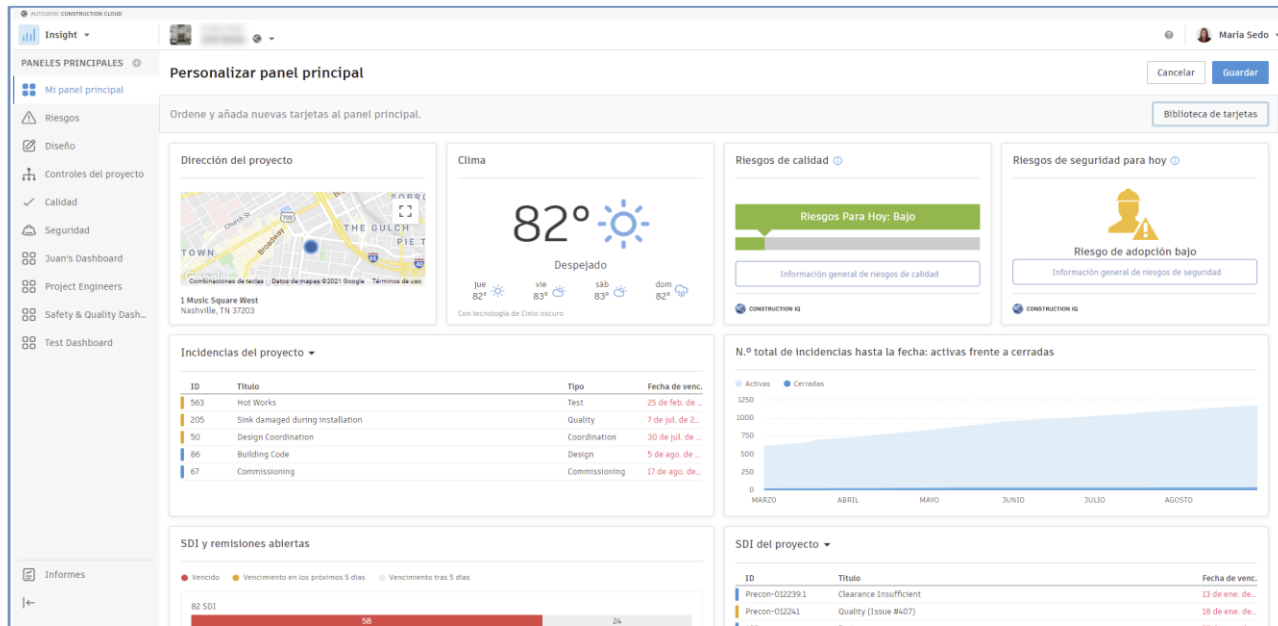 AUTODESK CONSTRUCTION CLOUD
Insight
Maria Sedo
PANELES PRINCIPALES
Mi panel principal
Riesgos
Diseño
Controles del proyecto
Calidad
Seguridad
Juan's Dashboard
Project Engineers
Safety & Quality Dash...
Test Dashboard
Informes
Personalizar panel principal
Cancelar
Guardar
Ordene y añada nuevas tarjetas al panel principal.
Biblioteca de tarjetas
Dirección del proyecto
Church St
705
Broadway
THE GULCH
TOWN
PIE T
Combinaciones de teclas
Datos de mapas ©2021 Google
Términos de uso
1 Music Square West
Nashville, TN 37203
Clima
82°
Despejado
jue vie sáb dom
82° 83° 83° 82°
Con tecnología de Cielo oscuro
Riesgos de calidad
Riesgos Para Hoy: Bajo
Información general de riesgos de calidad
CONSTRUCTION IQ
Riesgos de seguridad para hoy
Riesgo de adopción bajo
Información general de riesgos de seguridad
CONSTRUCTION IQ
Incidencias del proyecto
ID Título Tipo Fecha de venc.
563 Hot Works Test 25 de feb. de ...
205 Sink damaged during installation Quality 7 de jul. de 2...
50 Design Coordination Coordination 30 de jul. de ...
86 Building Code Design 5 de ago. de ...
67 Commissioning Commissioning 17 de ago. de...
N.º total de incidencias hasta la fecha: activas frente a cerradas
Activas Cerradas
1250
1000
750
500
250
0
MARZO ABRIL MAYO JUNIO JULIO AGOSTO
SDI y remisiones abiertas
Vencido Vencimiento en los próximos 5 días Vencimiento tras 5 días
82 SDI
58 24
SDI del proyecto
ID Título Fecha de venc.
Precon-012239.1 Clearance Insufficient 13 de ene. de...
Precon-012241 Quality (Issue #407) 18 de ene. de...